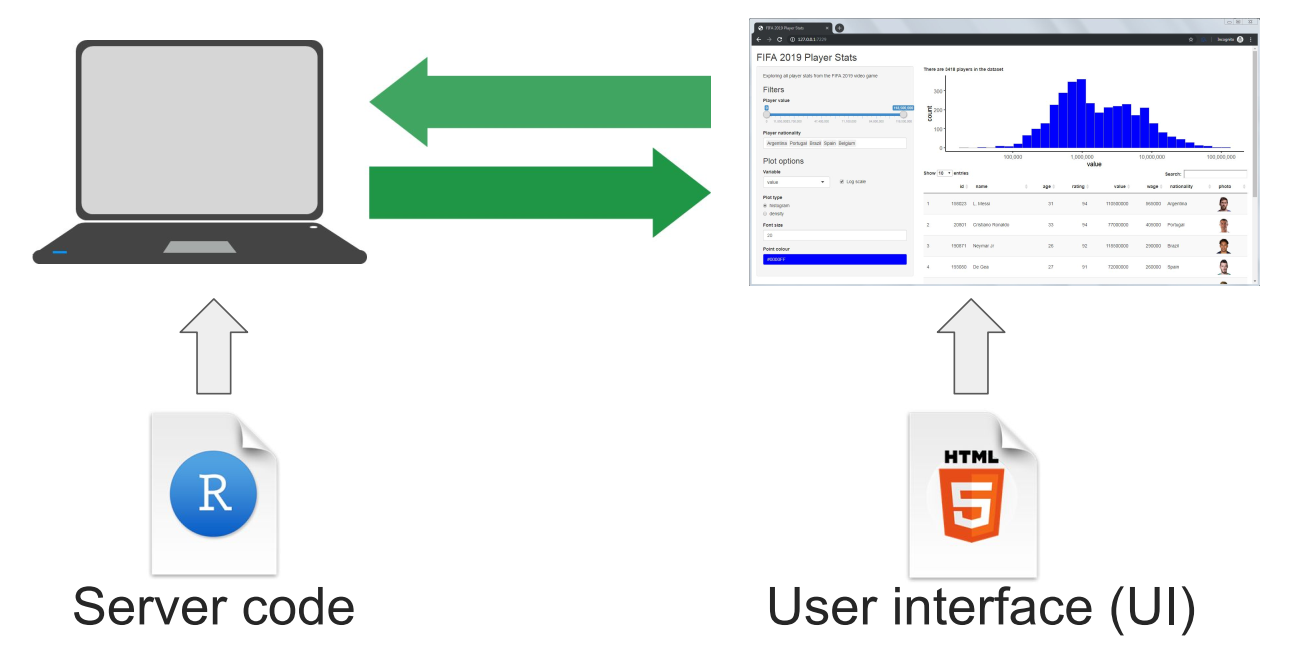 FIFA 2019 Player Stats
127.0.0.1:7229
Incognito
FIFA 2019 Player Stats
Exploring all player stats from the FIFA 2019 video game
Filters
Player value
0
Player nationality
Argentina Portugal Brazil Spain Belgium
Plot options
Variable
value
Log scale
Plot type
histogram
density
Font size
20
Point colour
#0000FF
There are 3418 players in the dataset
count
300
200
100
0
100,000 1,000,000 10,000,000 100,000,000
value
Show 10 entries
Search:
id name age rating value wage nationality photo
1 158023 L. Messi 31 94 110500000 565000 Argentina
2 20801 Cristiano Ronaldo 33 94 77000000 405000 Portugal
3 190871 Neymar Jr 26 92 118500000 290000 Brazil
4 193080 De Gea 27 91 72000000 260000 Spain
R
HTML
5
Server code
User interface (UI)